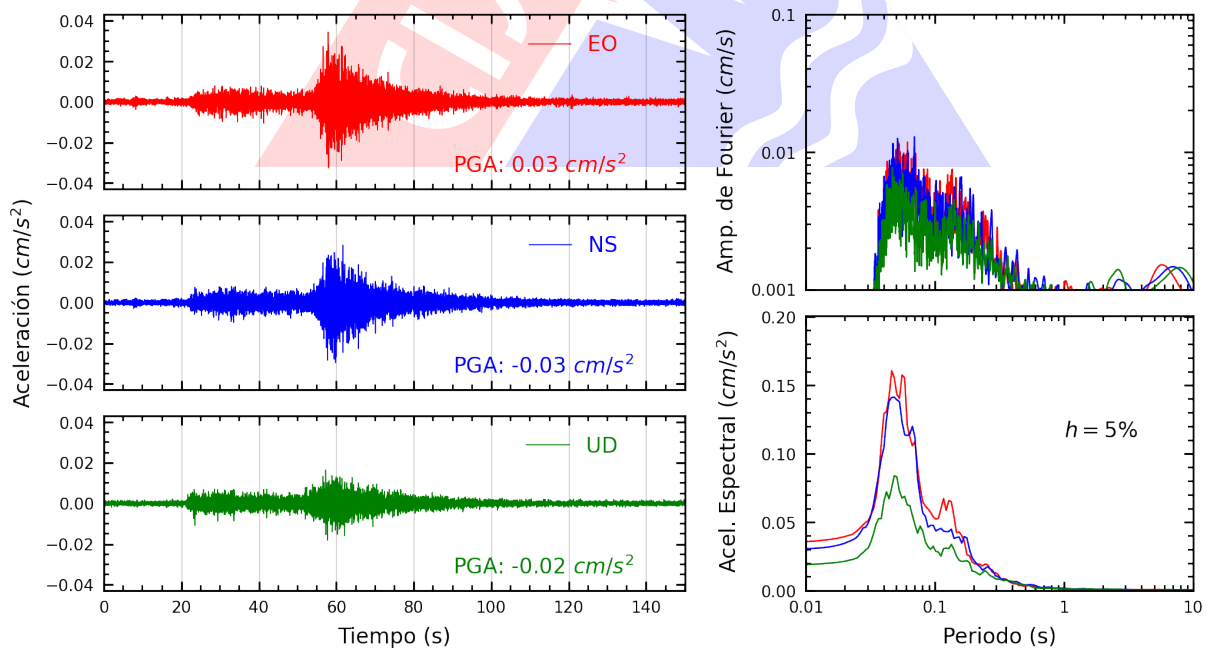 Aceleración (cm/s²)
0.04
0.02
0.00
−0.02
−0.04
EO
PGA: 0.03 cm/s²
0.04
0.02
0.00
−0.02
−0.04
NS
PGA: -0.03 cm/s²
0.04
0.02
0.00
−0.02
−0.04
UD
PGA: -0.02 cm/s²
0 20 40 60 80 100 120 140
Tiempo (s)
Amp. de Fourier (cm/s)
0.1
0.01
0.001
Acel. Espectral (cm/s²)
0.20
0.15
0.10
0.05
0.00
h = 5%
0.01 0.1 1 10
Periodo (s)